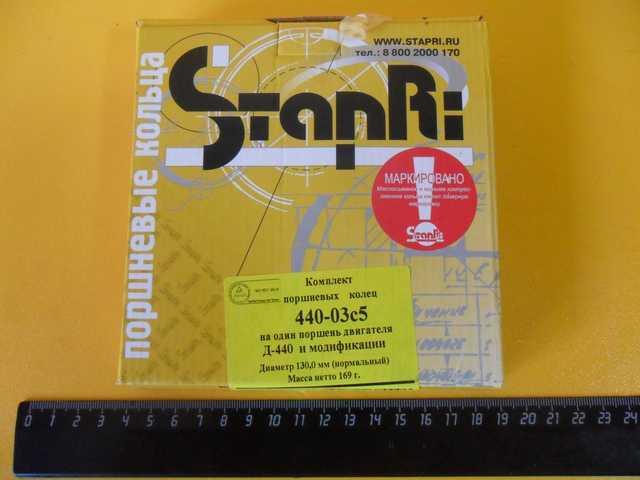 WWW.STAPRI.RU
тел.: 8 800 2000 170
StapRi
поршневые кольца
МАРКИРОВАНО
StapRi
Комплект
поршневых колец
440-03с5
на один поршень двигателя
Д-440 и модификации
Диаметр 130,0 мм (нормальный)
Масса нетто 169 г.
0 1 2 3 4 5 6 7 8 9 10 11 12 13 14 15 16 17 18 19 20 21 22 23 24